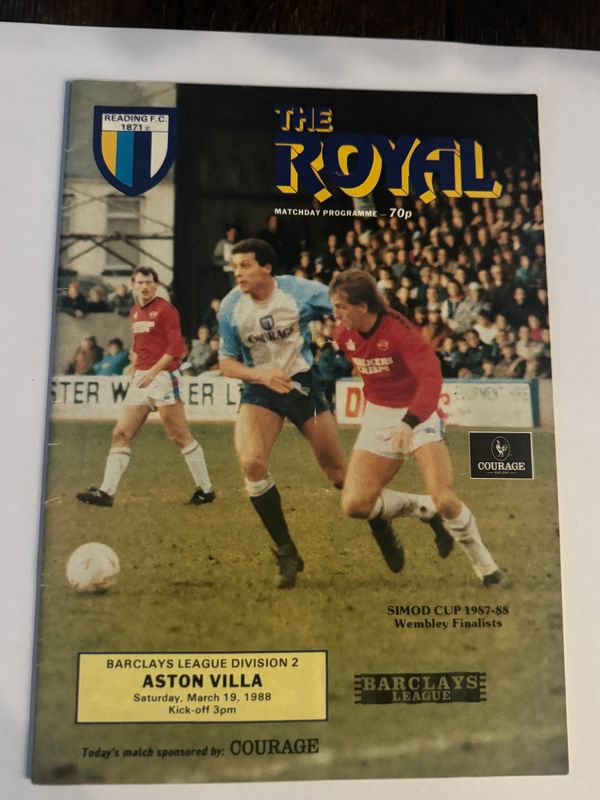 READING F.C.
1871
THE
ROYAL
MATCHDAY PROGRAMME – 70p
COURAGE
WALKERS
CRISPS
COURAGE
SIMOD CUP 1987-88
Wembley Finalists
BARCLAYS LEAGUE DIVISION 2
ASTON VILLA
Saturday, March 19, 1988
Kick-off 3pm
BARCLAYS
LEAGUE
Today's match sponsored by: COURAGE